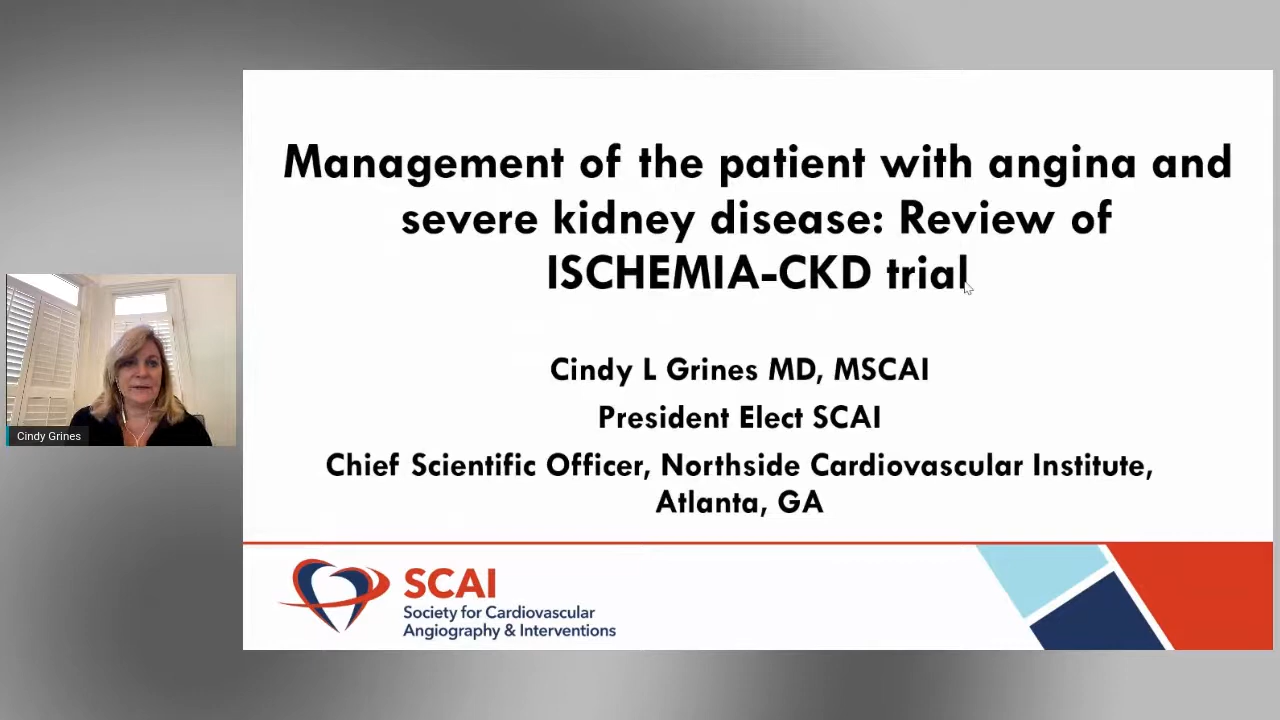 Management of the patient with angina and
severe kidney disease: Review of
ISCHEMIA-CKD trial
Cindy L Grines MD, MSCAI
President Elect SCAI
Chief Scientific Officer, Northside Cardiovascular Institute,
Atlanta, GA
Cindy Grines
SCAI
Society for Cardiovascular
Angiography & Interventions